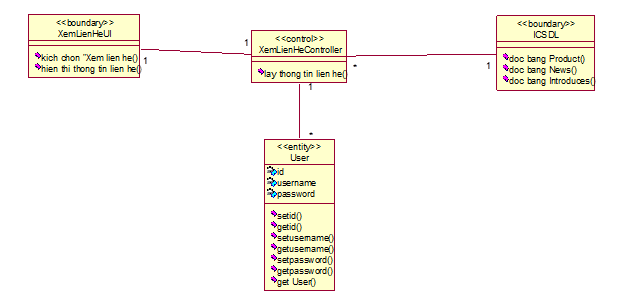 <<boundary>>
XemLienHeUI
kich chon "Xem lien he()
hien thi thong tin lien he()
1
1
<<control>>
XemLienHeController
lay thong tin lien he()
*
1
<<boundary>>
ICSDL
doc bang Product()
doc bang News()
doc bang Introduces()
1
*
<<entity>>
User
id
username
password
setid()
getid()
setusername()
getusername()
setpassword()
getpassword()
get User()